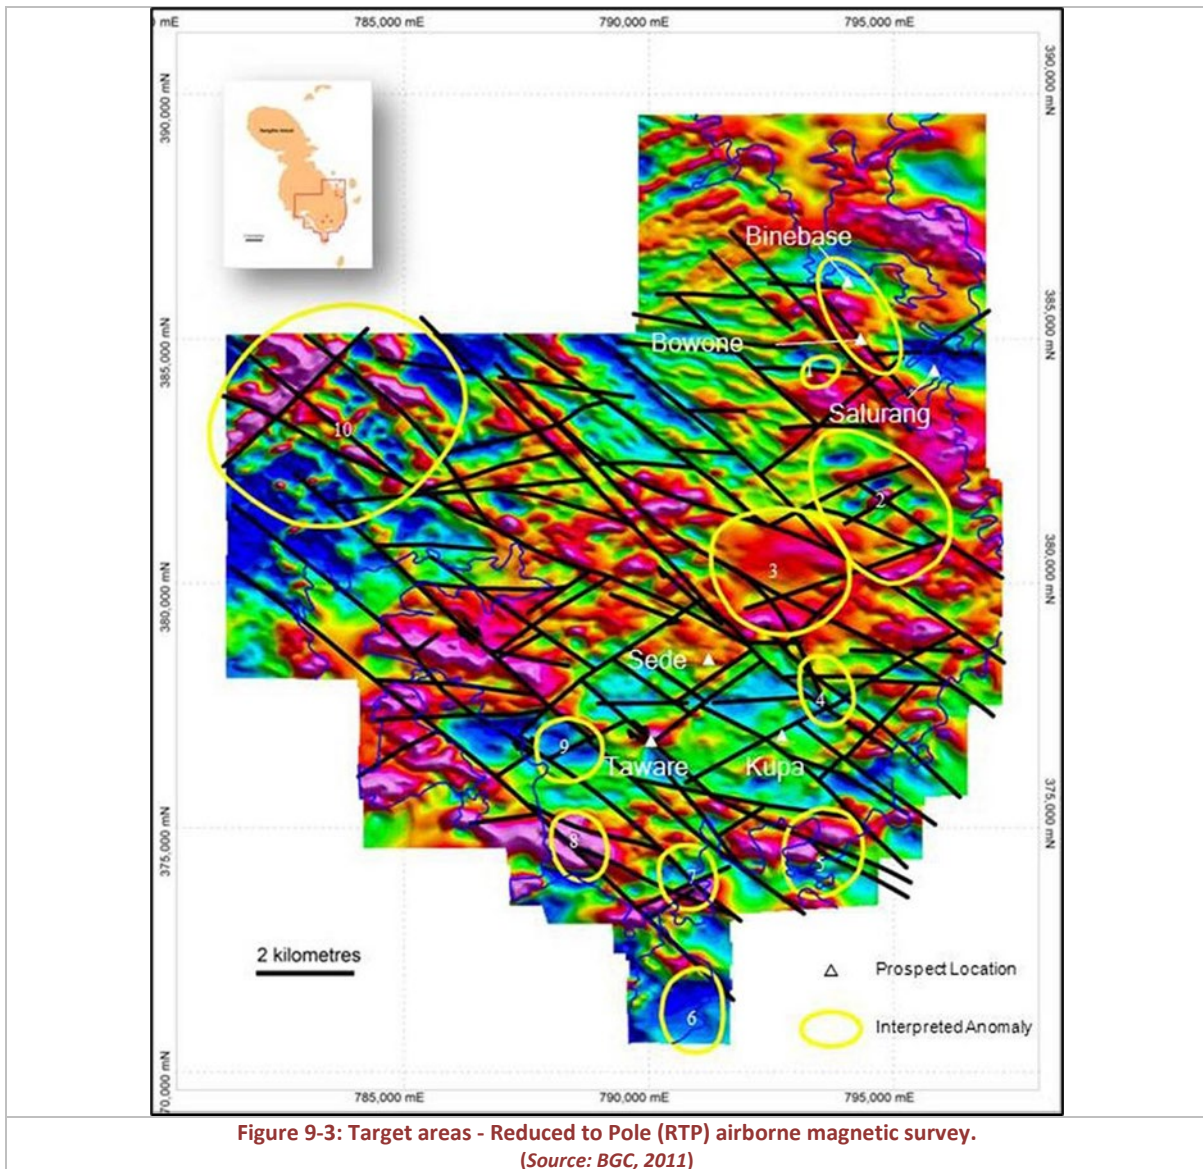 mE
785,000 mE
790,000 mE
795,000 mE
390,000 mN
390,000 mN
Binebase
385,000 mN
385,000 mN
Bowone
1
Salurang
10
2
3
380,000 mN
380,000 mN
Sede
4
9
Taware
Kupa
375,000 mN
375,000 mN
8
5
7
2 kilometres
Prospect Location
6
Interpreted Anomaly
70,000 mN
785,000 mE
790,000 mE
795,000 mE
Figure 9-3: Target areas - Reduced to Pole (RTP) airborne magnetic survey.
(Source: BGC, 2011)